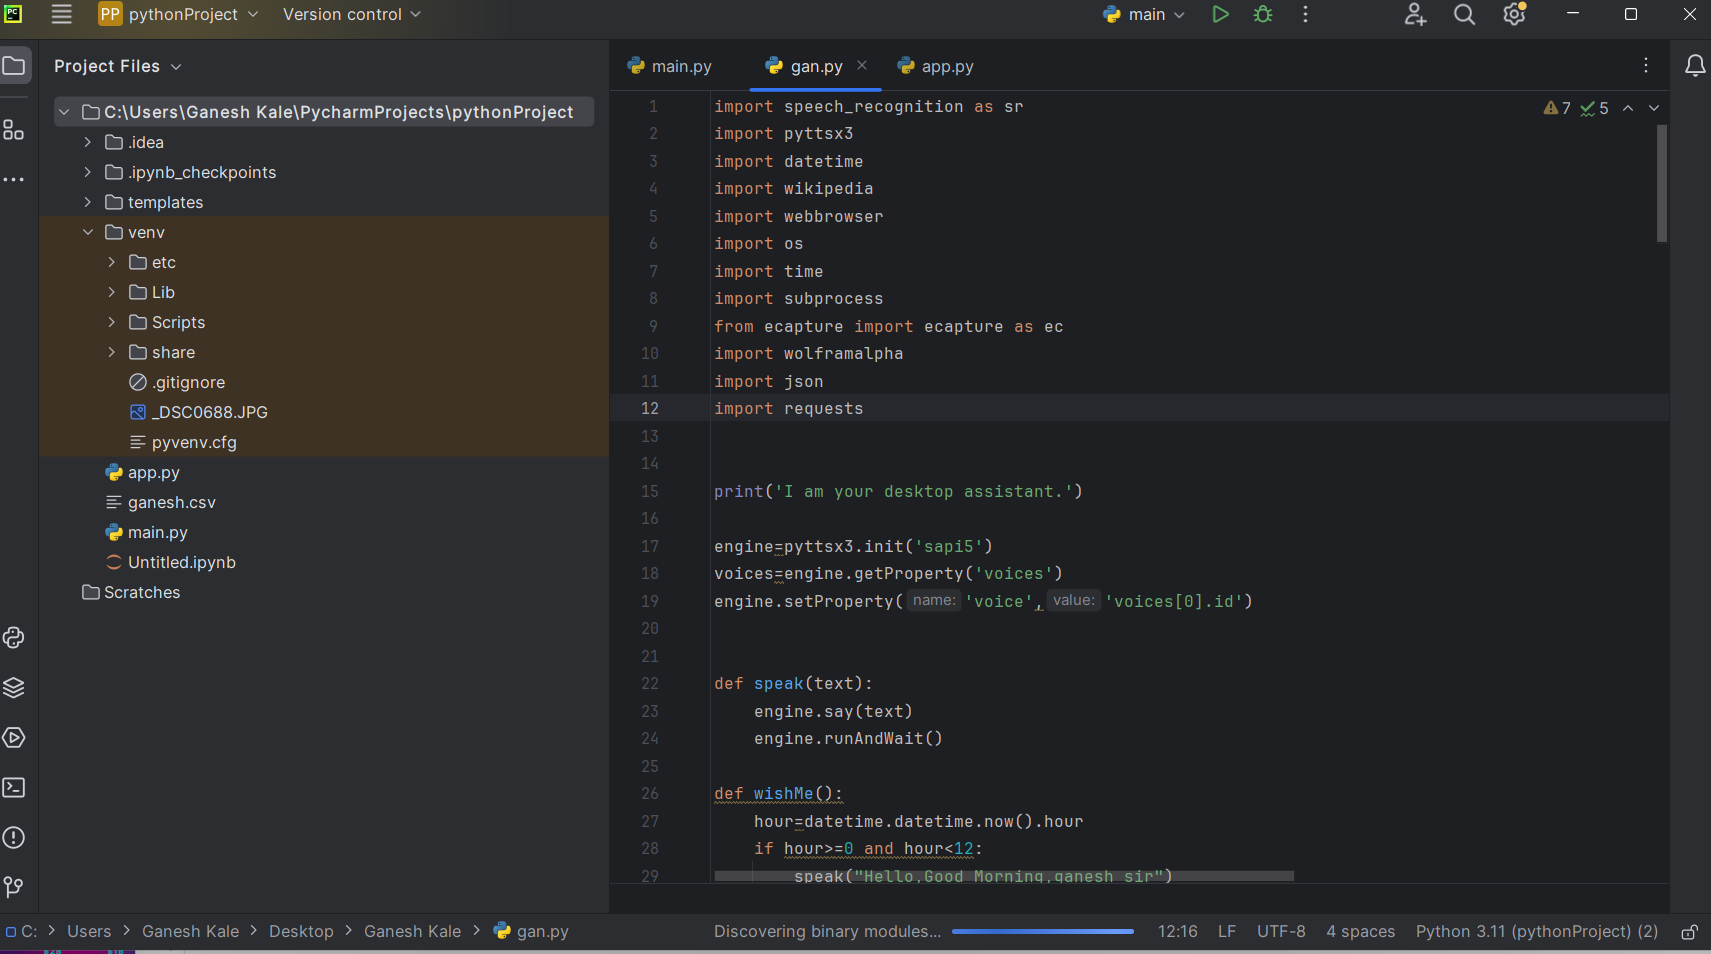 PC
PP pythonProject
Version control
main
Project Files
main.py
gan.py
app.py
C:\Users\Ganesh Kale\PycharmProjects\pythonProject
.idea
.ipynb_checkpoints
templates
venv
etc
Lib
Scripts
share
.gitignore
_DSC0688.JPG
pyvenv.cfg
app.py
ganesh.csv
main.py
Untitled.ipynb
Scratches
7 5
1 import speech_recognition as sr
2 import pyttsx3
3 import datetime
4 import wikipedia
5 import webbrowser
6 import os
7 import time
8 import subprocess
9 from ecapture import ecapture as ec
10 import wolframalpha
11 import json
12 import requests
13
14
15 print('I am your desktop assistant.')
16
17 engine=pyttsx3.init('sapi5')
18 voices=engine.getProperty('voices')
19 engine.setProperty( name: 'voice', value: 'voices[0].id')
20
21
22 def speak(text):
23 engine.say(text)
24 engine.runAndWait()
25
26 def wishMe():
27 hour=datetime.datetime.now().hour
28 if hour>=0 and hour<12:
29 speak("Hello,Good Morning,ganesh sir")
C: > Users > Ganesh Kale > Desktop > Ganesh Kale > gan.py
Discovering binary modules...
12:16 LF UTF-8 4 spaces Python 3.11 (pythonProject) (2)